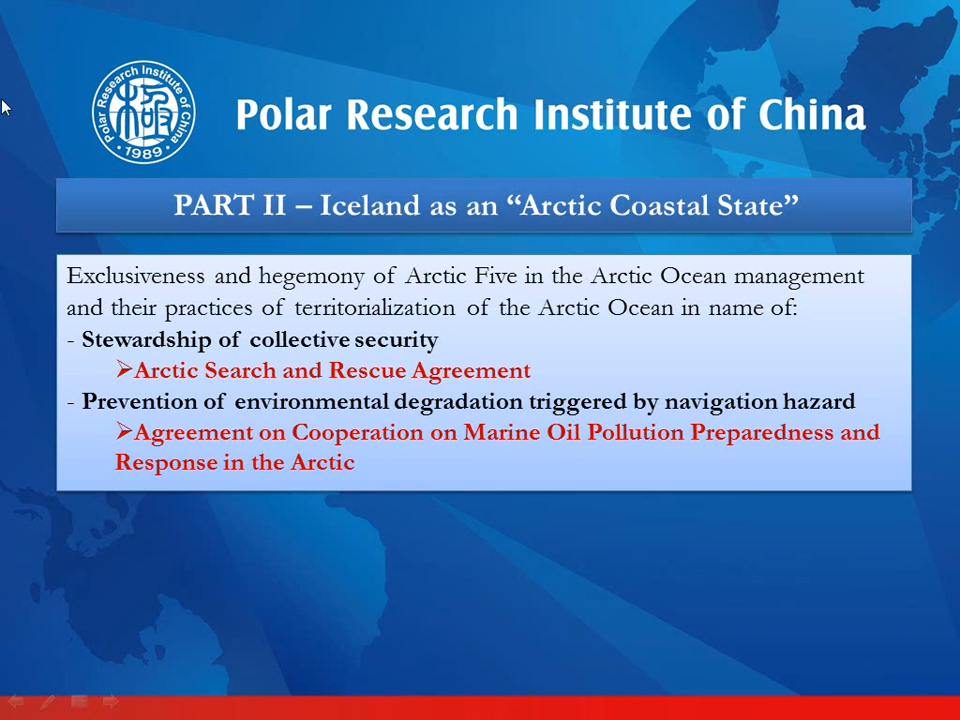 Polar Research Institute of China
• 1989 •
Polar Research Institute of China
PART II – Iceland as an “Arctic Coastal State”
Exclusiveness and hegemony of Arctic Five in the Arctic Ocean management
and their practices of territorialization of the Arctic Ocean in name of:
- Stewardship of collective security
➢Arctic Search and Rescue Agreement
- Prevention of environmental degradation triggered by navigation hazard
➢Agreement on Cooperation on Marine Oil Pollution Preparedness and
Response in the Arctic